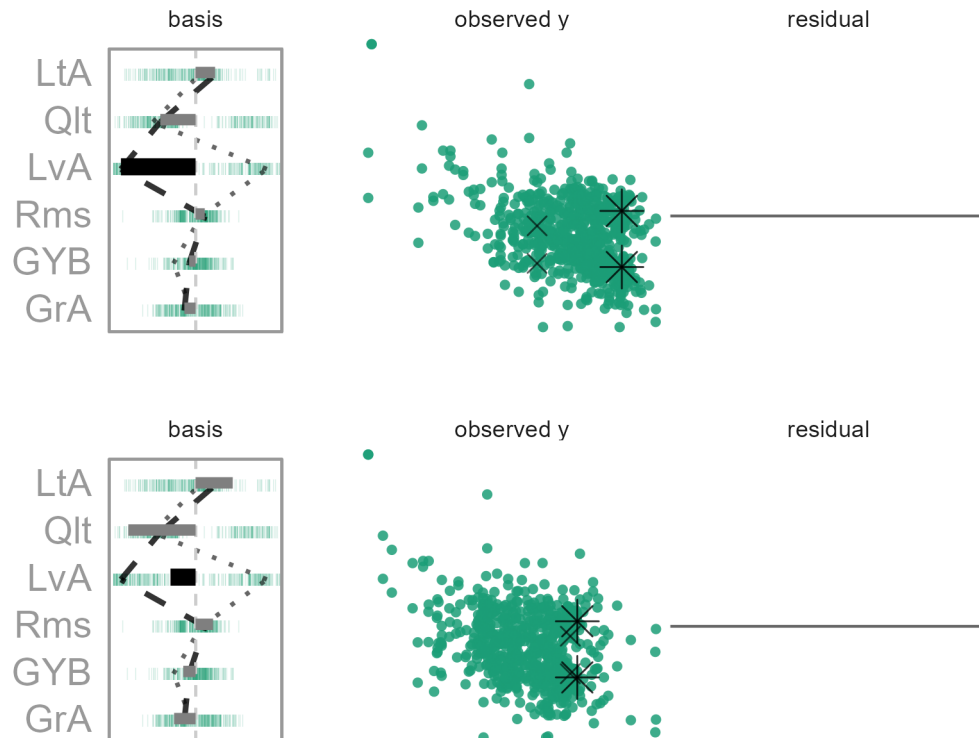 basis observed y residual
LtA
Qlt
LvA
Rms
GYB
GrA
basis observed y residual
LtA
Qlt
LvA
Rms
GYB
GrA